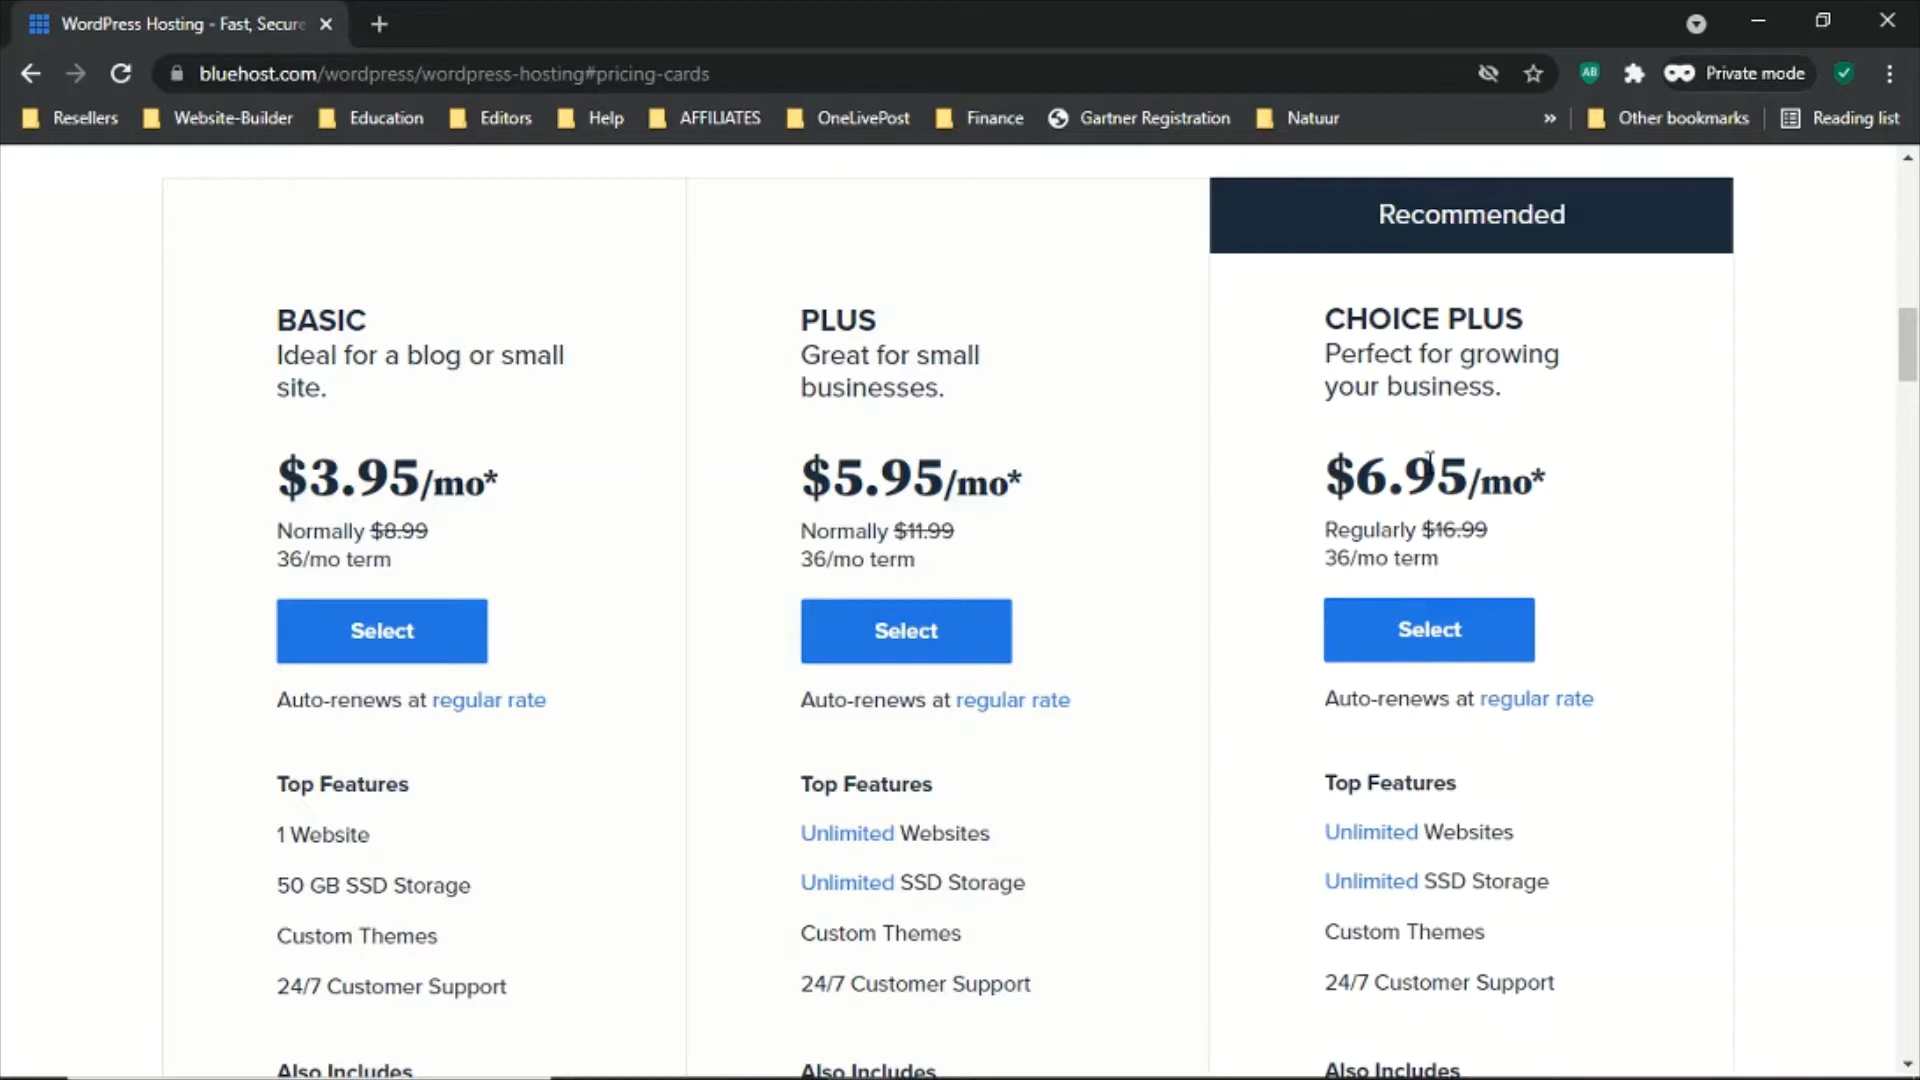 WordPress Hosting - Fast, Secure
bluehost.com/wordpress/wordpress-hosting#pricing-cards
AB
Private mode
Resellers
Website-Builder
Education
Editors
Help
AFFILIATES
OneLivePost
Finance
Gartner Registration
Natuur
»
Other bookmarks
Reading list
Recommended
BASIC
Ideal for a blog or small
site.
$3.95/mo*
Normally $8.99
36/mo term
Select
Auto-renews at regular rate
Top Features
1 Website
50 GB SSD Storage
Custom Themes
24/7 Customer Support
Also Includes
PLUS
Great for small
businesses.
$5.95/mo*
Normally $11.99
36/mo term
Select
Auto-renews at regular rate
Top Features
Unlimited Websites
Unlimited SSD Storage
Custom Themes
24/7 Customer Support
Also Includes
CHOICE PLUS
Perfect for growing
your business.
$6.95/mo*
Regularly $16.99
36/mo term
Select
Auto-renews at regular rate
Top Features
Unlimited Websites
Unlimited SSD Storage
Custom Themes
24/7 Customer Support
Also Includes